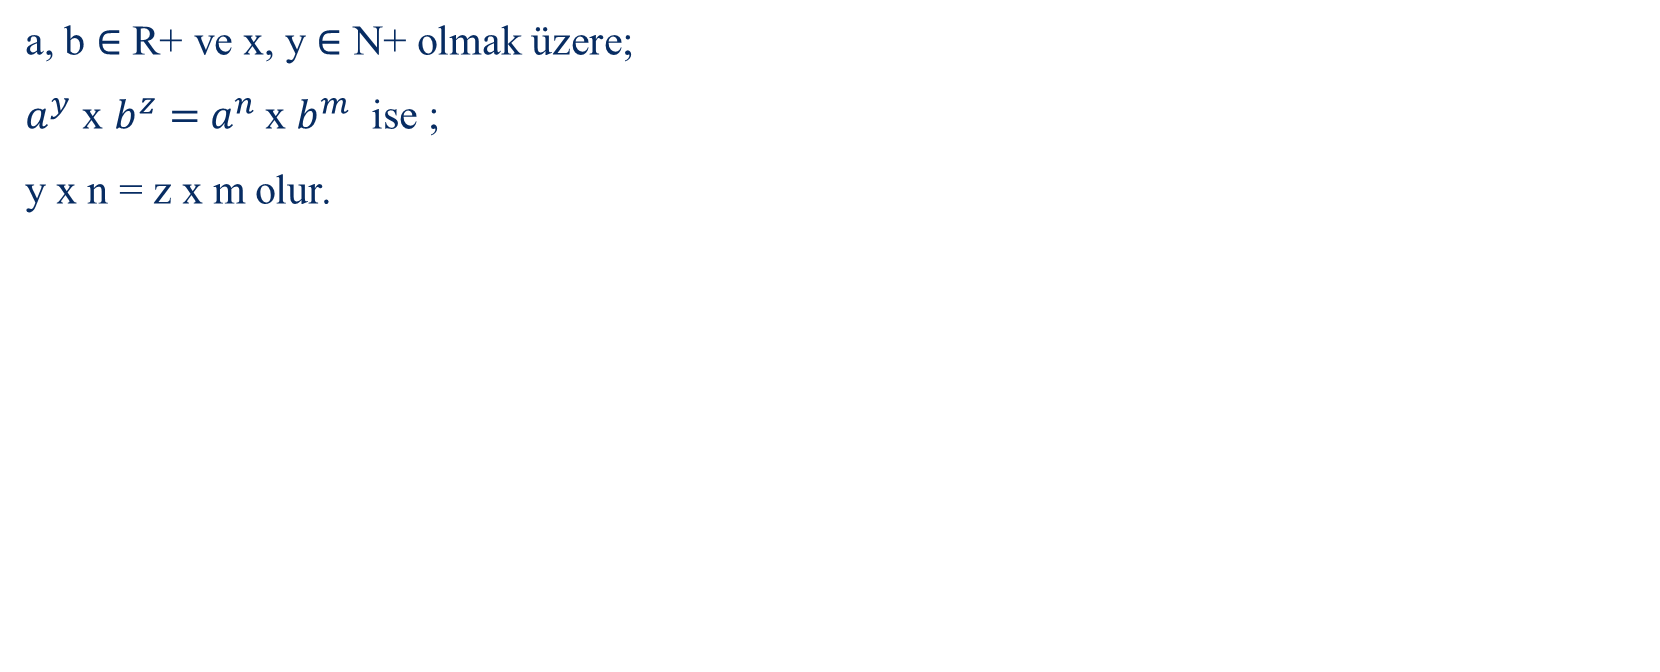 a, b ∈ R+ ve x, y ∈ N+ olmak üzere;
𝑎^𝑦 x 𝑏^𝑧 = 𝑎^𝑛 x 𝑏^𝑚 ise ;
y x n = z x m olur.